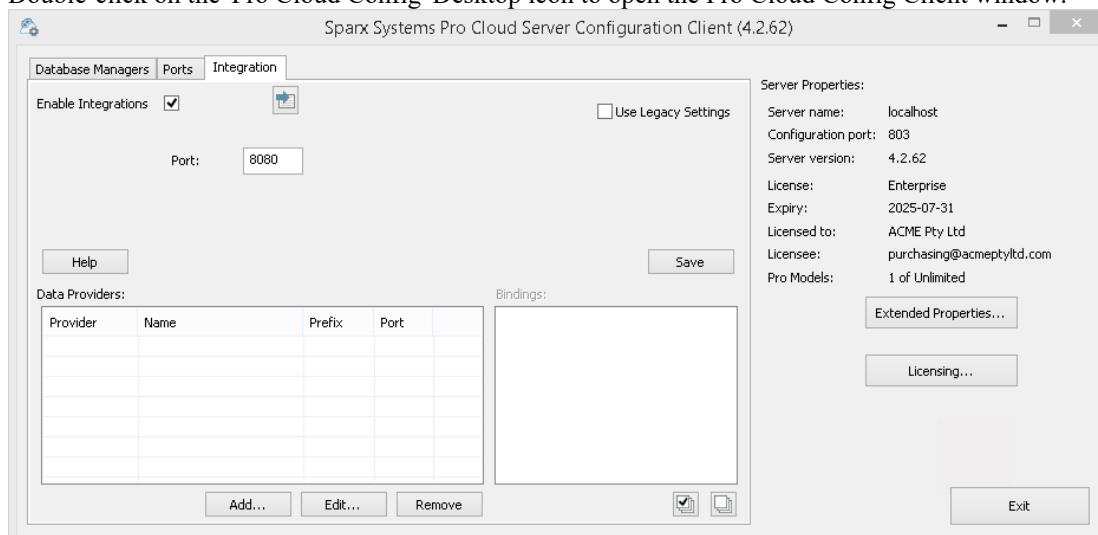 Double-click on the 'Pro Cloud Config' Desktop icon to open the Pro Cloud Config Client window.
Sparx Systems Pro Cloud Server Configuration Client (4.2.62)
Database Managers Ports Integration
Enable Integrations
Use Legacy Settings
Port: 8080
Help
Save
Data Providers:
Provider Name Prefix Port
Bindings:
Add... Edit... Remove
Server Properties:
Server name: localhost
Configuration port: 803
Server version: 4.2.62
License: Enterprise
Expiry: 2025-07-31
Licensed to: ACME Pty Ltd
Licensee: purchasing@acmeptyltd.com
Pro Models: 1 of Unlimited
Extended Properties...
Licensing...
Exit